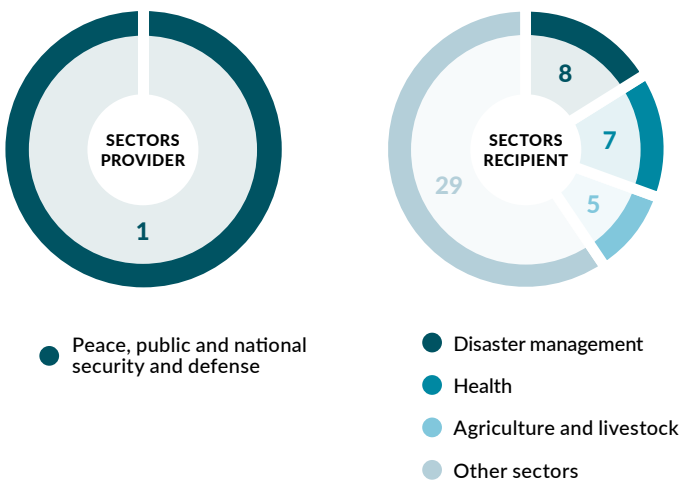 SECTORS
PROVIDER
1
Peace, public and national
security and defense
SECTORS
RECIPIENT
8
7
5
29
Disaster management
Health
Agriculture and livestock
Other sectors